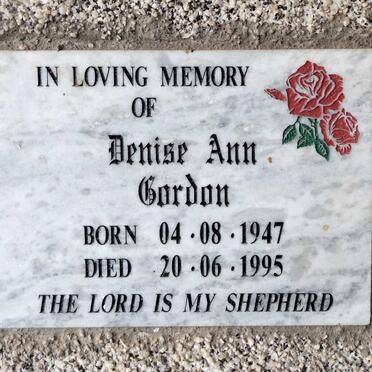 IN LOVING MEMORY
OF
Denise Ann
Gordon
BORN 04·08·1947
DIED 20·06·1995
THE LORD IS MY SHEPHERD